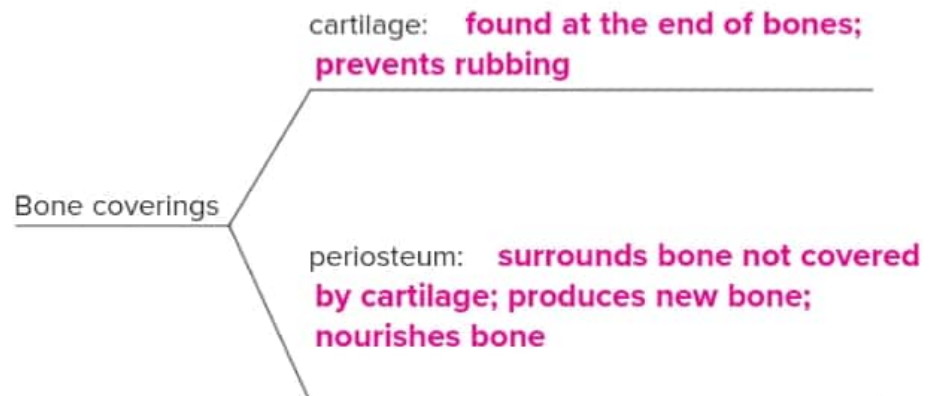 cartilage: found at the end of bones;
prevents rubbing
Bone coverings
periosteum: surrounds bone not covered
by cartilage; produces new bone;
nourishes bone